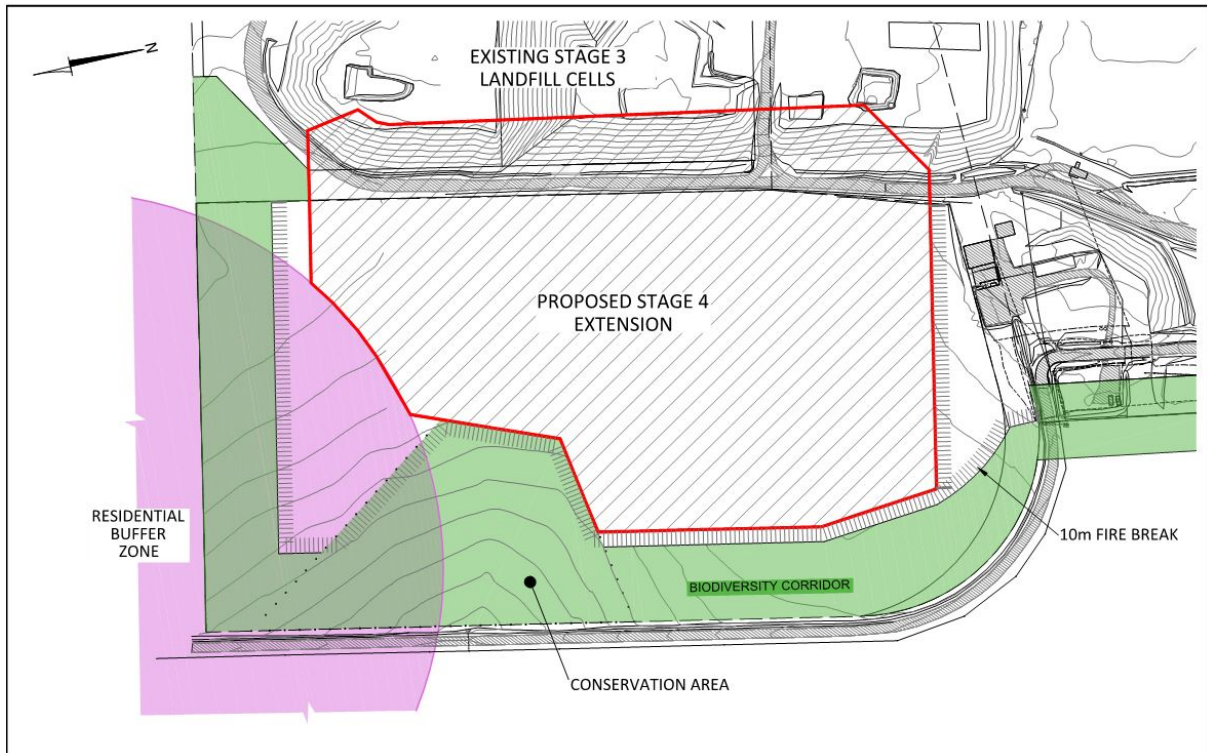 N
EXISTING STAGE 3
LANDFILL CELLS
PROPOSED STAGE 4
EXTENSION
RESIDENTIAL
BUFFER
ZONE
10m FIRE BREAK
BIODIVERSITY CORRIDOR
CONSERVATION AREA